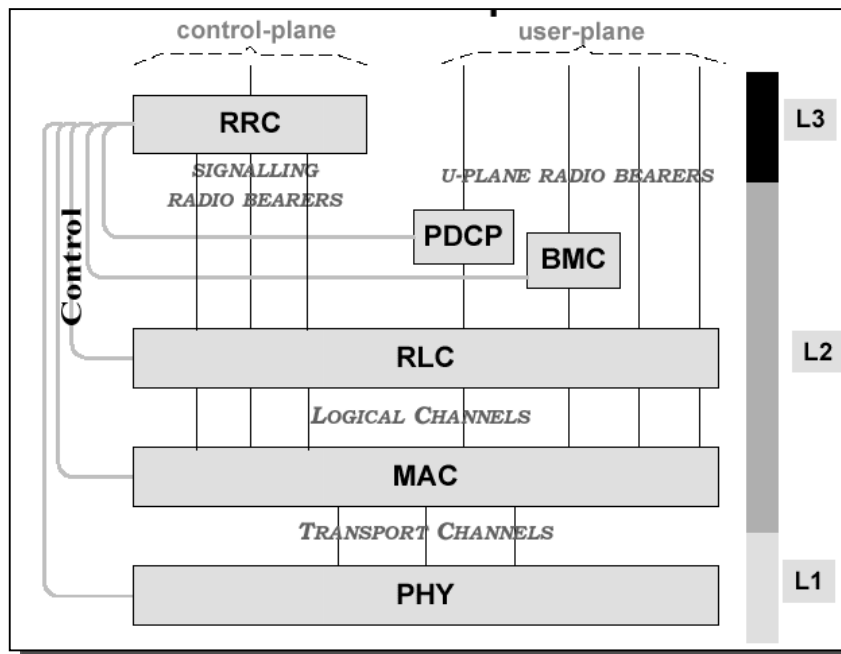 control-plane
user-plane
RRC
L3
SIGNALLING
RADIO BEARERS
U-PLANE RADIO BEARERS
PDCP
BMC
Control
RLC
L2
LOGICAL CHANNELS
MAC
TRANSPORT CHANNELS
PHY
L1